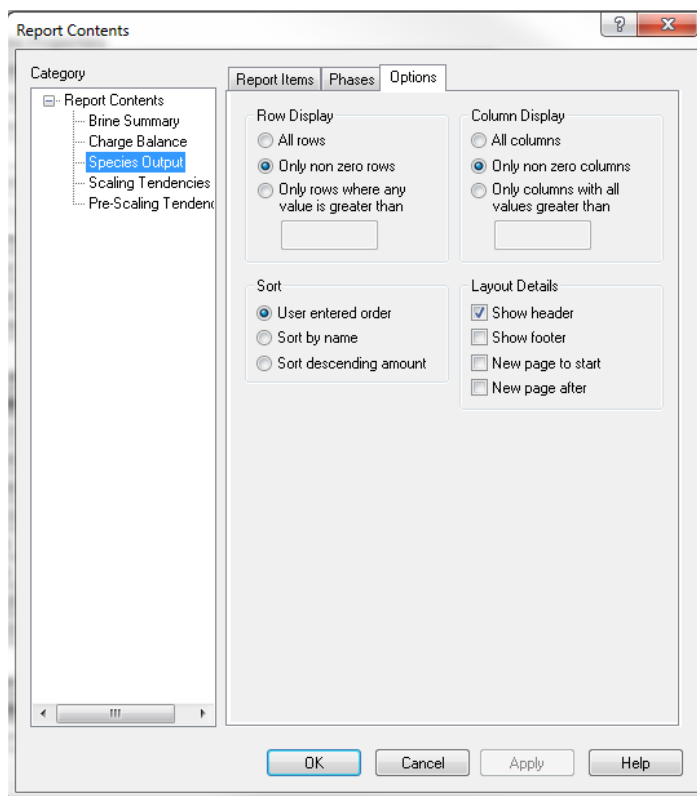 Report Contents
?
Category
Report Contents
Brine Summary
Charge Balance
Species Output
Scaling Tendencies
Pre-Scaling Tenden
Report Items
Phases
Options
Row Display
All rows
Only non zero rows
Only rows where any
value is greater than
Column Display
All columns
Only non zero columns
Only columns with all
values greater than
Sort
User entered order
Sort by name
Sort descending amount
Layout Details
Show header
Show footer
New page to start
New page after
OK
Cancel
Apply
Help